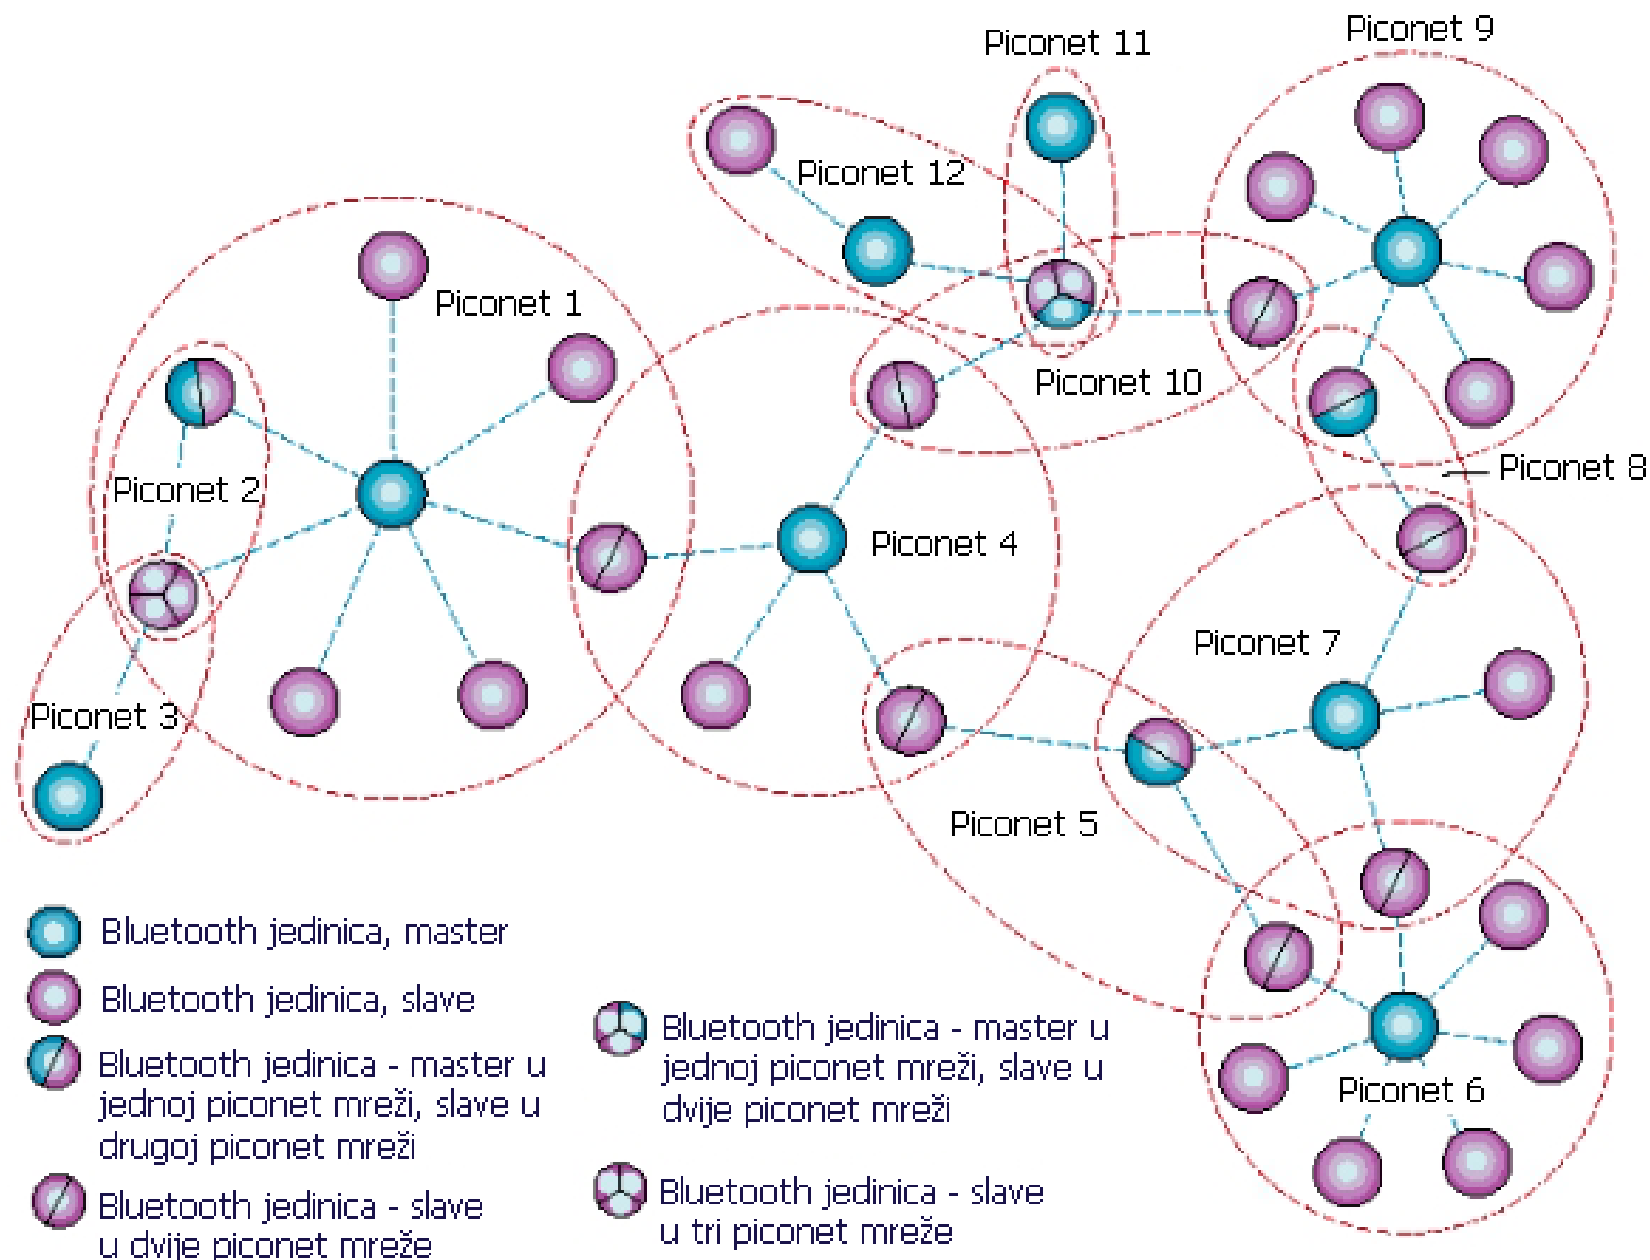 Piconet 11
Piconet 9
Piconet 12
Piconet 1
Piconet 10
Piconet 8
Piconet 2
Piconet 4
Piconet 7
Piconet 3
Piconet 5
Piconet 6
Bluetooth jedinica, master
Bluetooth jedinica, slave
Bluetooth jedinica - master u
jednoj piconet mreži, slave u
drugoj piconet mreži
Bluetooth jedinica - slave
u dvije piconet mreže
Bluetooth jedinica - master u
jednoj piconet mreži, slave u
dvije piconet mreži
Bluetooth jedinica - slave
u tri piconet mreže